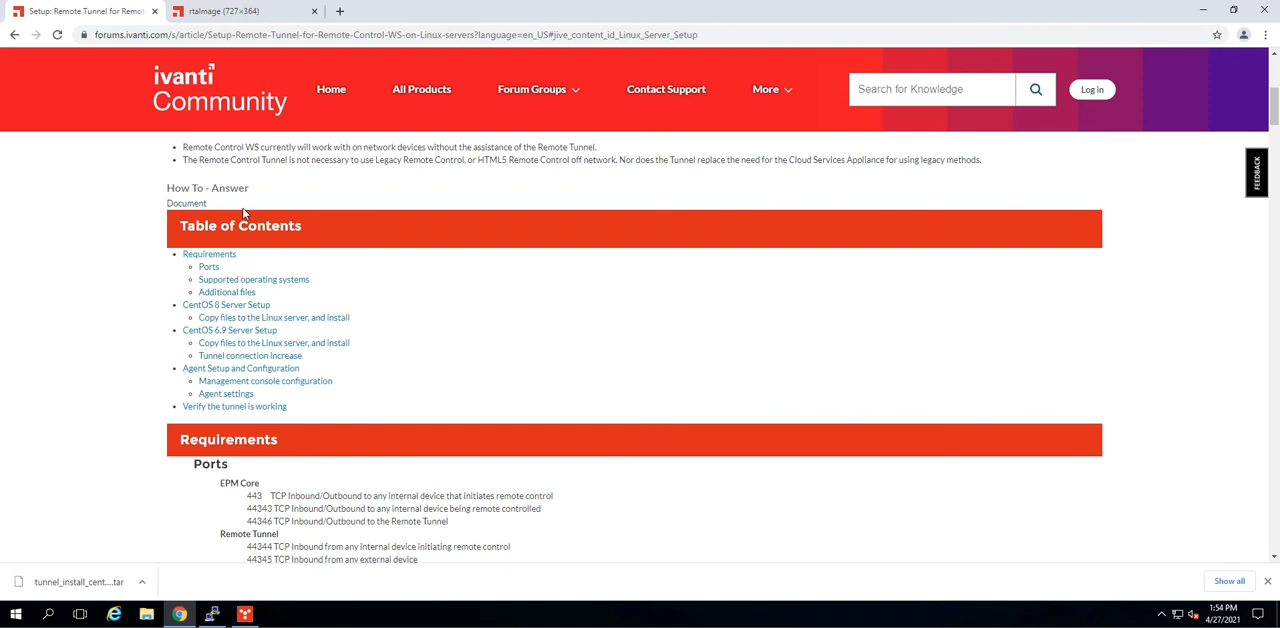 Setup: Remote Tunnel for Remot
rtaImage (727×364)
forums.ivanti.com/s/article/Setup-Remote-Tunnel-for-Remote-Control-WS-on-Linux-servers?language=en_US#jive_content_id_Linux_Server_Setup
ivanti
Community
Home
All Products
Forum Groups
Contact Support
More
Search for Knowledge
Log in
FEEDBACK
Remote Control WS currently will work with on network devices without the assistance of the Remote Tunnel.
The Remote Control Tunnel is not necessary to use Legacy Remote Control, or HTML5 Remote Control off network. Nor does the Tunnel replace the need for the Cloud Services Appliance for using legacy methods.
How To - Answer
Document
Table of Contents
Requirements
Ports
Supported operating systems
Additional files
CentOS 8 Server Setup
Copy files to the Linux server, and install
CentOS 6.9 Server Setup
Copy files to the Linux server, and install
Tunnel connection increase
Agent Setup and Configuration
Management console configuration
Agent settings
Verify the tunnel is working
Requirements
Ports
EPM Core
443 TCP Inbound/Outbound to any internal device that initiates remote control
44343 TCP Inbound/Outbound to any internal device being remote controlled
44346 TCP Inbound/Outbound to the Remote Tunnel
Remote Tunnel
44344 TCP Inbound from any internal device initiating remote control
44345 TCP Inbound from any external device
tunnel_install_cent....tar
Show all
1:54 PM
4/27/2021